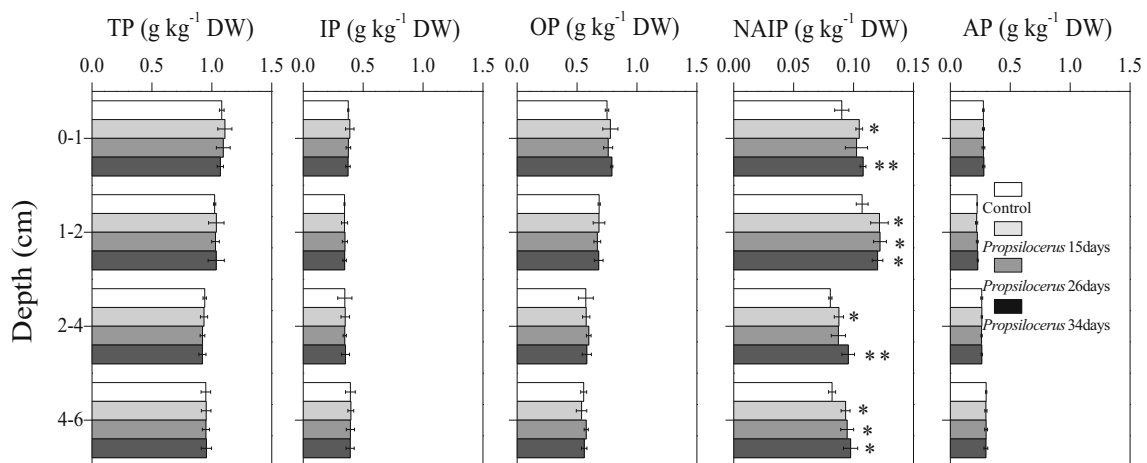 TP (g kg⁻¹ DW) IP (g kg⁻¹ DW) OP (g kg⁻¹ DW) NAIP (g kg⁻¹ DW) AP (g kg⁻¹ DW)
0.0 0.5 1.0 1.5 0.0 0.5 1.0 1.5 0.0 0.5 1.0 1.5 0.00 0.05 0.10 0.15 0.0 0.5 1.0 1.5
Depth (cm)
0-1
*
**
1-2
*
*
*
2-4
*
**
4-6
*
*
*
Control
Propsilocerus 15days
Propsilocerus 26days
Propsilocerus 34days